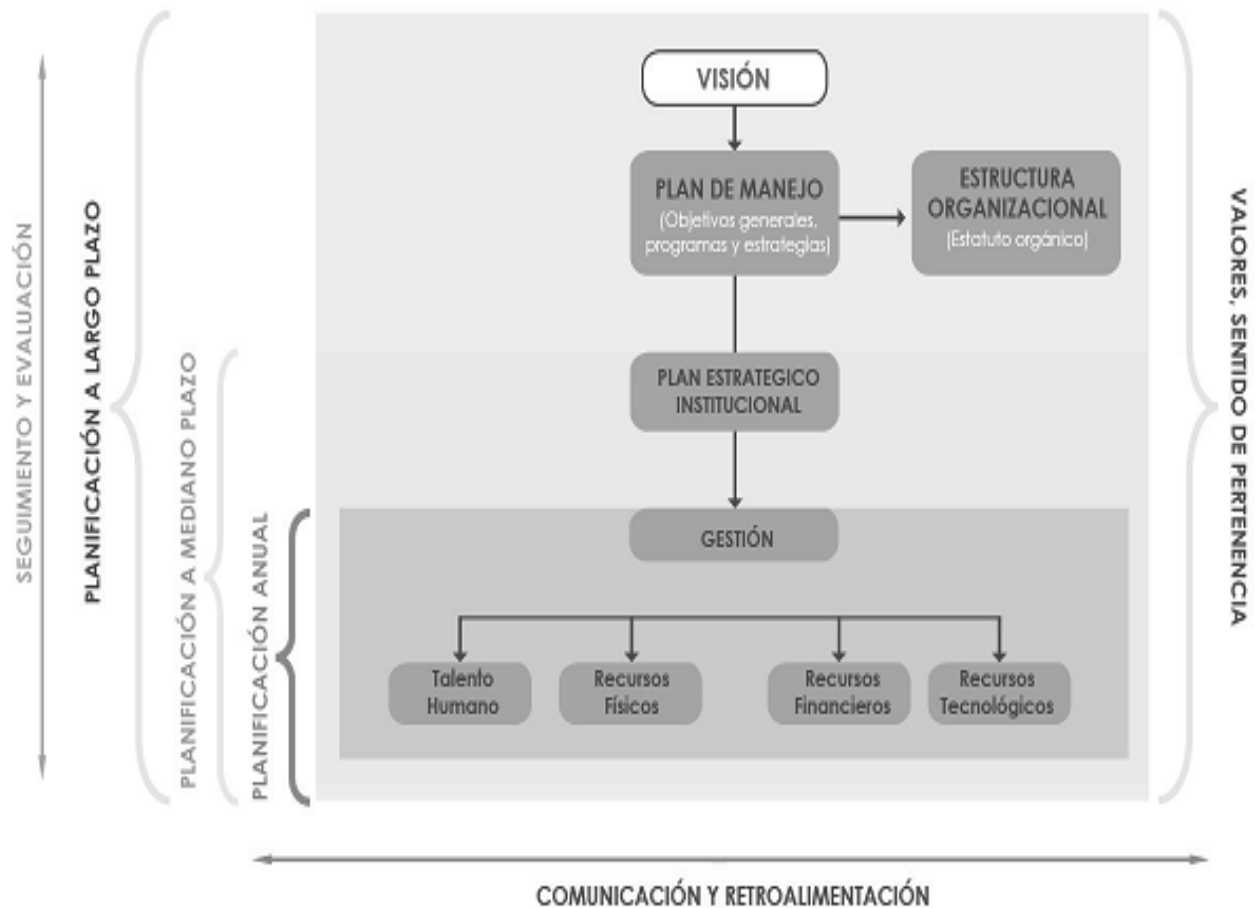 VISIÓN
PLAN DE MANEJO
(Objetivos generales,
programas y estrategias)
ESTRUCTURA
ORGANIZACIONAL
(Estatuto orgánico)
PLAN ESTRATEGICO
INSTITUCIONAL
GESTIÓN
Talento
Humano
Recursos
Físicos
Recursos
Financieros
Recursos
Tecnológicos
SEGUIMIENTO Y EVALUACIÓN
PLANIFICACIÓN A LARGO PLAZO
PLANIFICACIÓN A MEDIANO PLAZO
PLANIFICACIÓN ANUAL
VALORES, SENTIDO DE PERTENENCIA
COMUNICACIÓN Y RETROALIMENTACIÓN